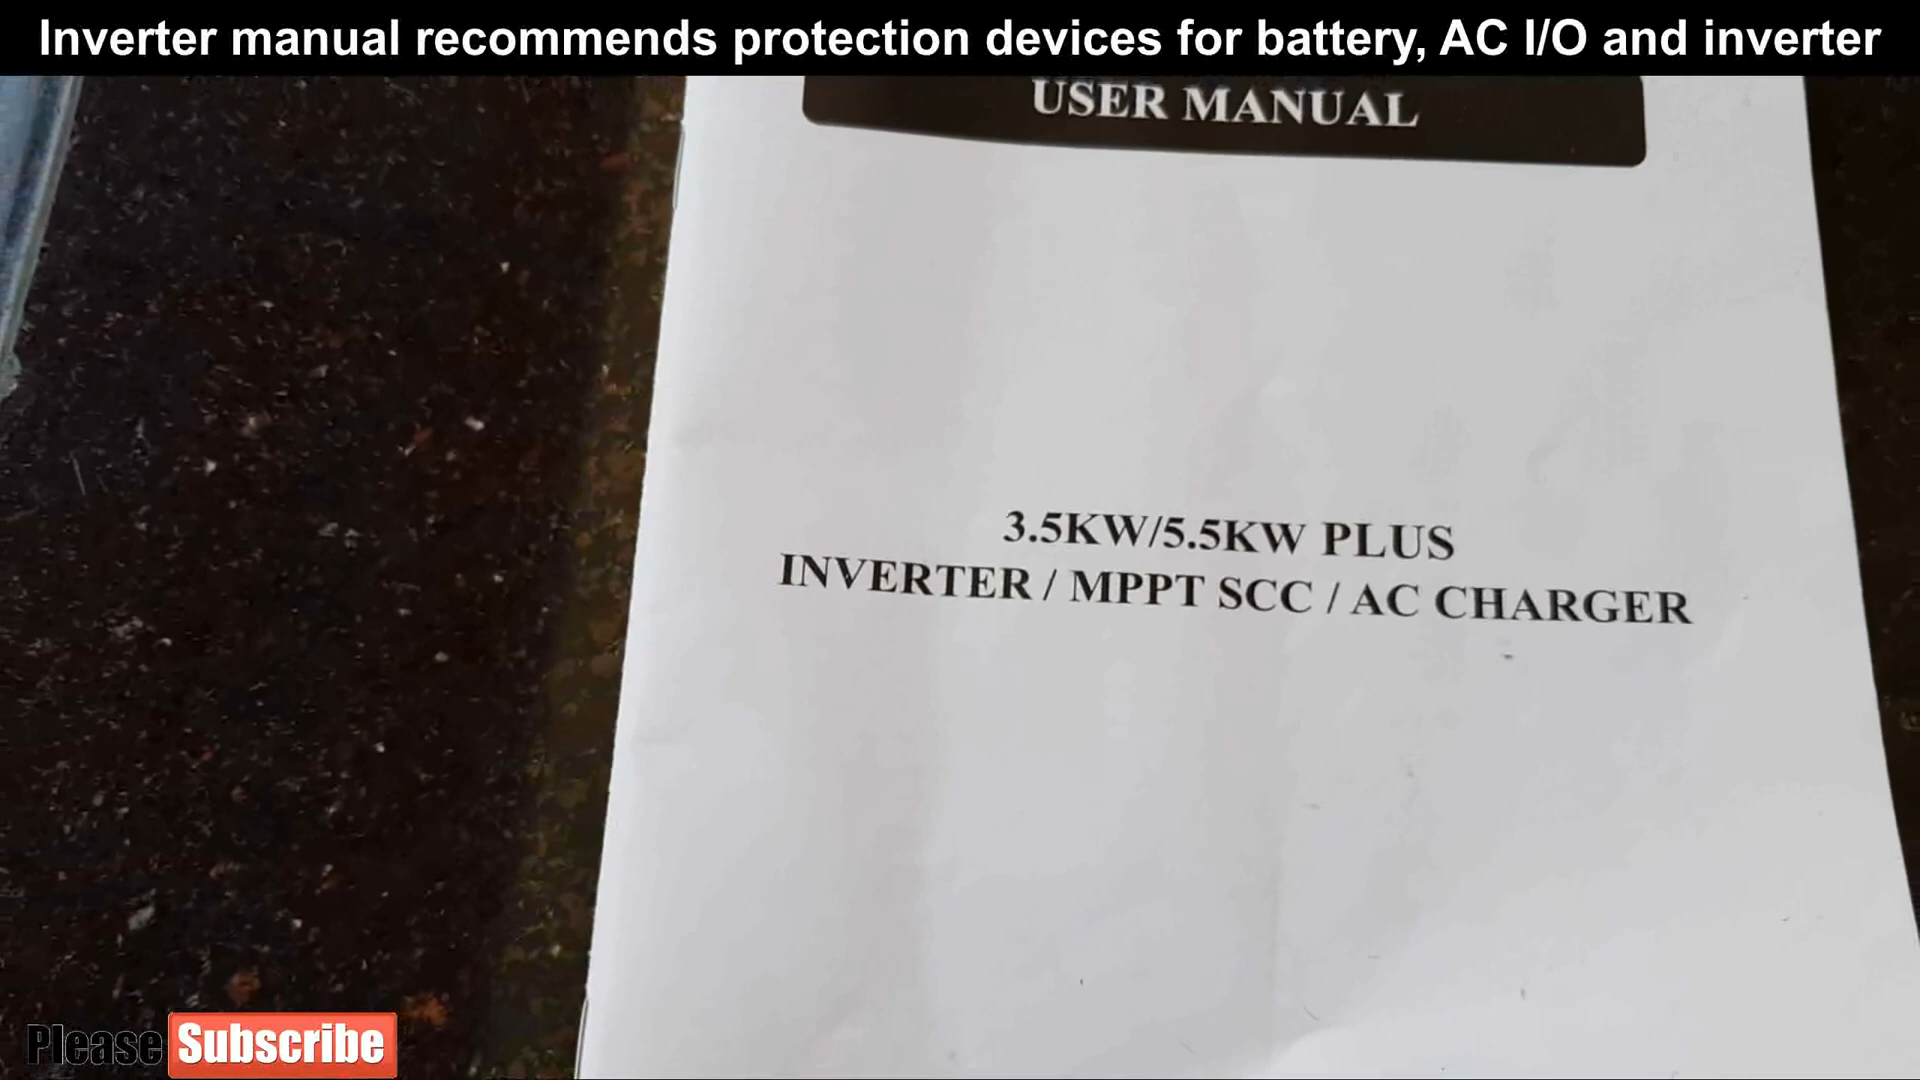 Inverter manual recommends protection devices for battery, AC I/O and inverter
USER MANUAL
3.5KW/5.5KW PLUS
INVERTER / MPPT SCC / AC CHARGER
Please Subscribe